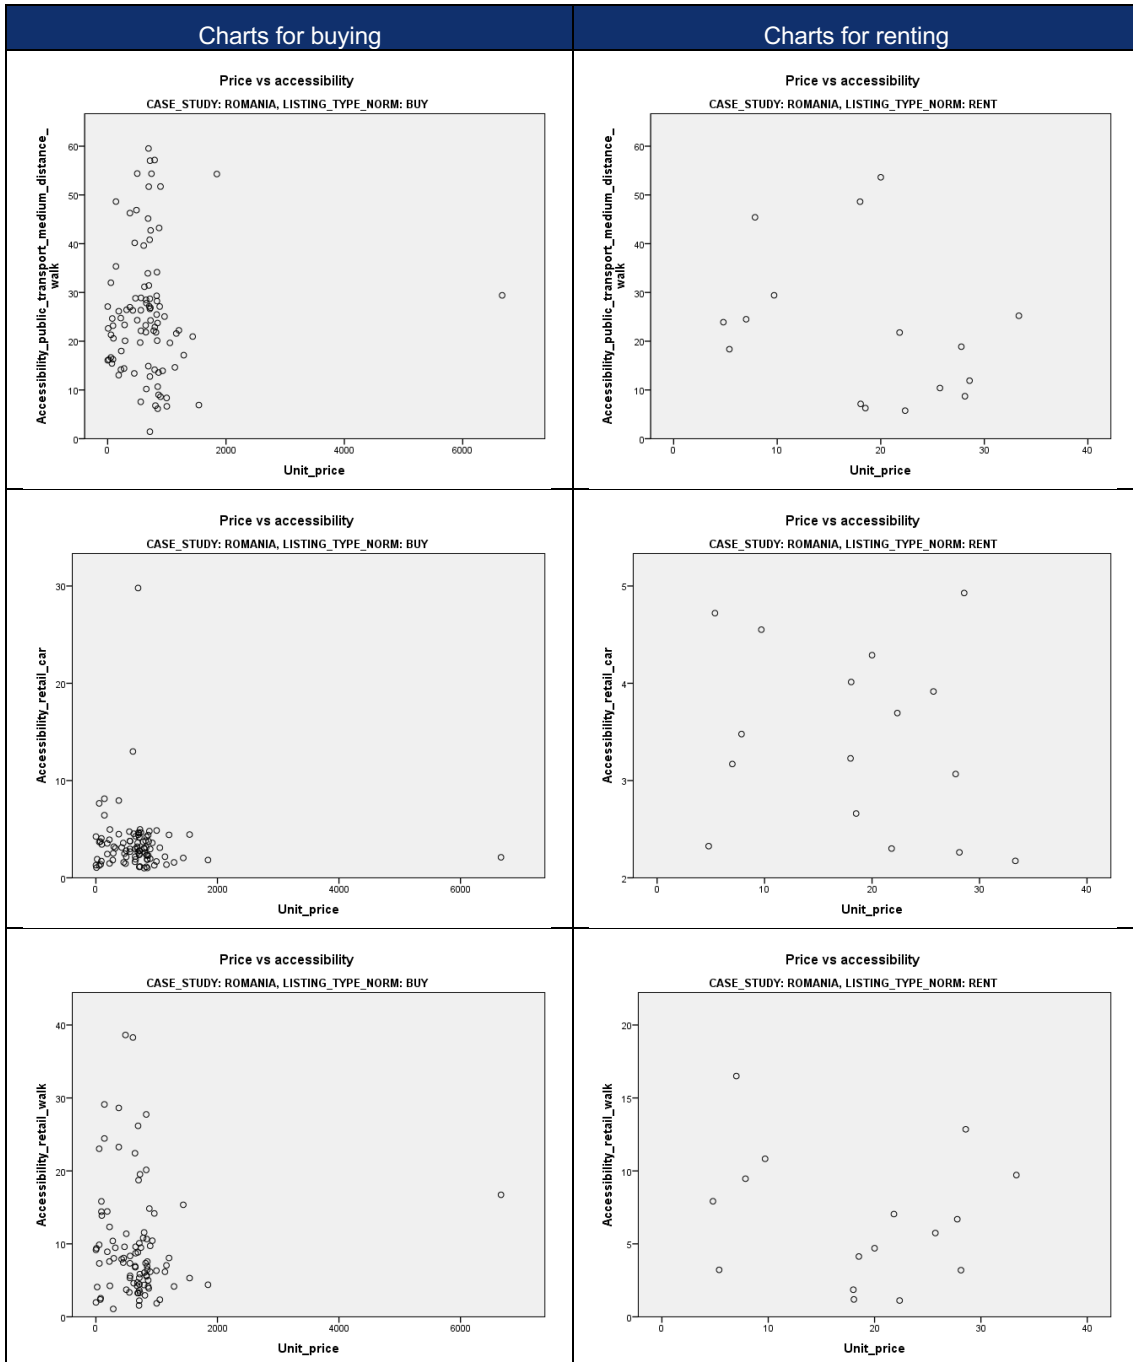 Charts for buying
Charts for renting
Price vs accessibility
CASE_STUDY: ROMANIA, LISTING_TYPE_NORM: BUY
Accessibility_public_transport_medium_distance_
walk
60
50
40
30
20
10
0
0 2000 4000 6000
Unit_price
Price vs accessibility
CASE_STUDY: ROMANIA, LISTING_TYPE_NORM: RENT
Accessibility_public_transport_medium_distance_
walk
60
50
40
30
20
10
0
0 10 20 30 40
Unit_price
Price vs accessibility
CASE_STUDY: ROMANIA, LISTING_TYPE_NORM: BUY
Accessibility_retail_car
30
20
10
0
0 2000 4000 6000
Unit_price
Price vs accessibility
CASE_STUDY: ROMANIA, LISTING_TYPE_NORM: RENT
Accessibility_retail_car
5
4
3
2
0 10 20 30 40
Unit_price
Price vs accessibility
CASE_STUDY: ROMANIA, LISTING_TYPE_NORM: BUY
Accessibility_retail_walk
40
30
20
10
0
0 2000 4000 6000
Unit_price
Price vs accessibility
CASE_STUDY: ROMANIA, LISTING_TYPE_NORM: RENT
Accessibility_retail_walk
20
15
10
5
0
0 10 20 30 40
Unit_price